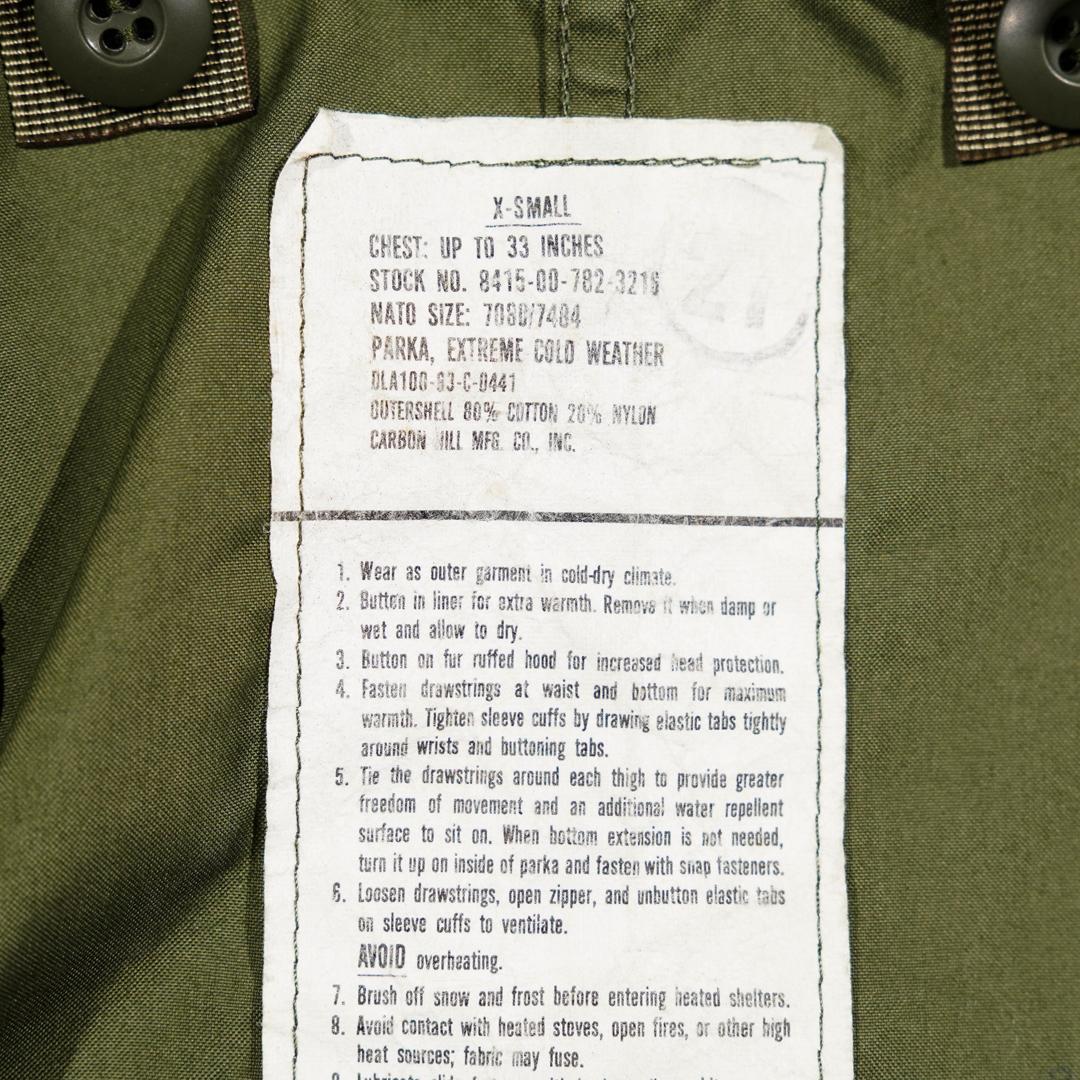 X-SMALL
CHEST: UP TO 33 INCHES
STOCK NO. 8415-00-782-3216
NATO SIZE: 7080/7484
PARKA, EXTREME COLD WEATHER
DLA100-83-C-0441
OUTERSHELL 80% COTTON 20% NYLON
CARBON HILL MFG. CO., INC.
1. Wear as outer garment in cold-dry climate.
2. Button in liner for extra warmth. Remove it when damp or
wet and allow to dry.
3. Button on fur ruffed hood for increased head protection.
4. Fasten drawstrings at waist and bottom for maximum
warmth. Tighten sleeve cuffs by drawing elastic tabs tightly
around wrists and buttoning tabs.
5. Tie the drawstrings around each thigh to provide greater
freedom of movement and an additional water repellent
surface to sit on. When bottom extension is not needed,
turn it up on inside of parka and fasten with snap fasteners.
6. Loosen drawstrings, open zipper, and unbutton elastic tabs
on sleeve cuffs to ventilate.
AVOID overheating.
7. Brush off snow and frost before entering heated shelters.
8. Avoid contact with heated stoves, open fires, or other high
heat sources; fabric may fuse.